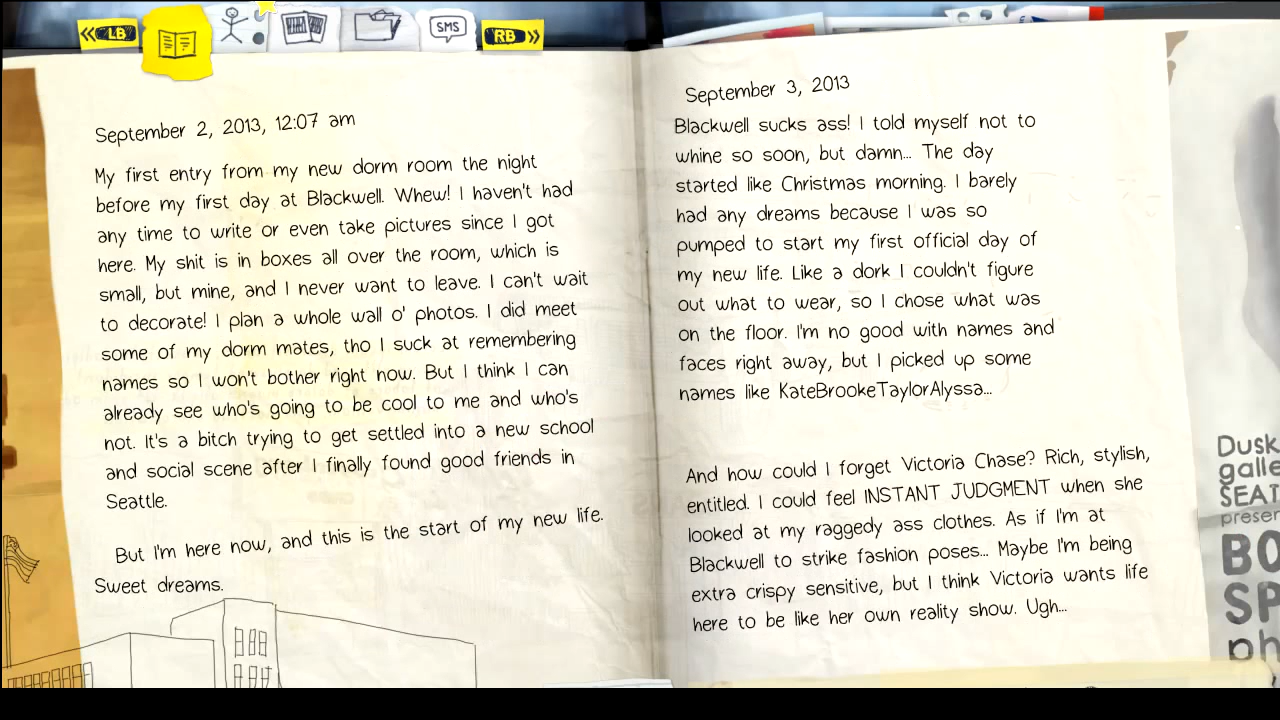 LB
SMS
RB
September 2, 2013, 12:07 am
My first entry from my new dorm room the night
before my first day at Blackwell. Whew! I haven't had
any time to write or even take pictures since I got
here. My shit is in boxes all over the room, which is
small, but mine, and I never want to leave. I can't wait
to decorate! I plan a whole wall o' photos. I did meet
some of my dorm mates, tho I suck at remembering
names so I won't bother right now. But I think I can
already see who's going to be cool to me and who's
not. It's a bitch trying to get settled into a new school
and social scene after I finally found good friends in
Seattle.
But I'm here now, and this is the start of my new life.
Sweet dreams.
September 3, 2013
Blackwell sucks ass! I told myself not to
whine so soon, but damn... The day
started like Christmas morning. I barely
had any dreams because I was so
pumped to start my first official day of
my new life. Like a dork I couldn't figure
out what to wear, so I chose what was
on the floor. I'm no good with names and
faces right away, but I picked up some
names like KateBrookeTaylorAlyssa...
And how could I forget Victoria Chase? Rich, stylish,
entitled. I could feel INSTANT JUDGMENT when she
looked at my raggedy ass clothes. As if I'm at
Blackwell to strike fashion poses... Maybe I'm being
extra crispy sensitive, but I think Victoria wants life
here to be like her own reality show. Ugh...
Dusk
galle
SEAT
presen
BO
SP
ph